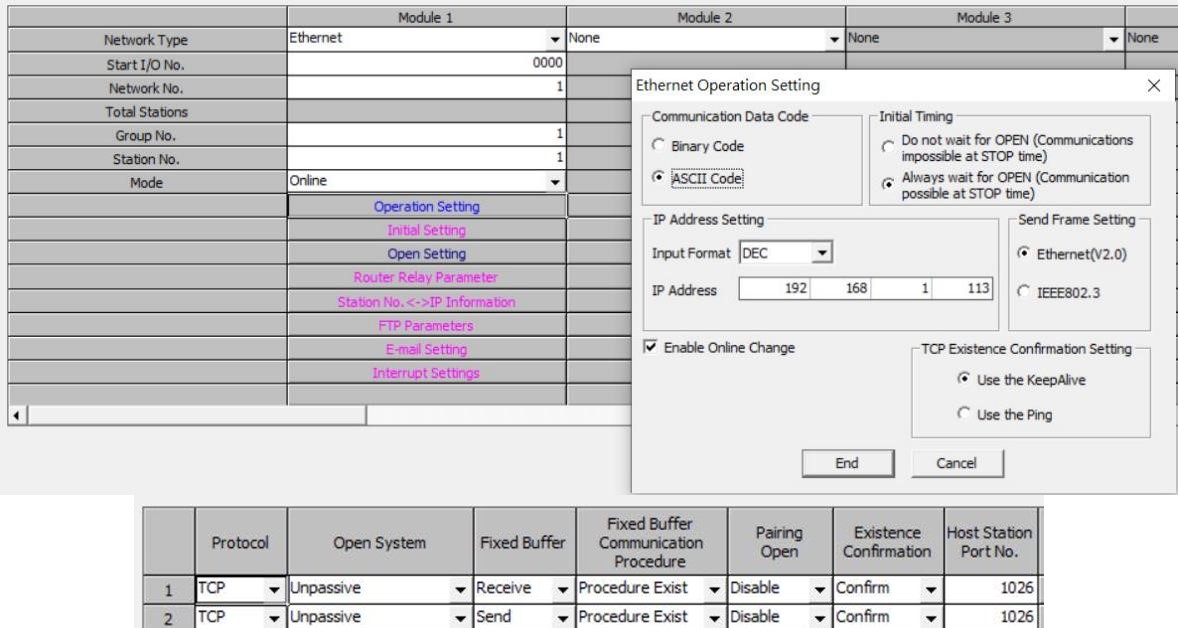 Module 1 Module 2 Module 3
Network Type Ethernet None None None
Start I/O No. 0000
Network No. 1
Total Stations
Group No. 1
Station No. 1
Mode Online
Operation Setting
Initial Setting
Open Setting
Router Relay Parameter
Station No.<->IP Information
FTP Parameters
E-mail Setting
Interrupt Settings
Ethernet Operation Setting
Communication Data Code
Binary Code
ASCII Code
Initial Timing
Do not wait for OPEN (Communications
impossible at STOP time)
Always wait for OPEN (Communication
possible at STOP time)
IP Address Setting
Input Format DEC
IP Address 192 168 1 113
Send Frame Setting
Ethernet(V2.0)
IEEE802.3
Enable Online Change
TCP Existence Confirmation Setting
Use the KeepAlive
Use the Ping
End Cancel
Protocol Open System Fixed Buffer Fixed Buffer Communication Procedure Pairing Open Existence Confirmation Host Station Port No.
1 TCP Unpassive Receive Procedure Exist Disable Confirm 1026
2 TCP Unpassive Send Procedure Exist Disable Confirm 1026